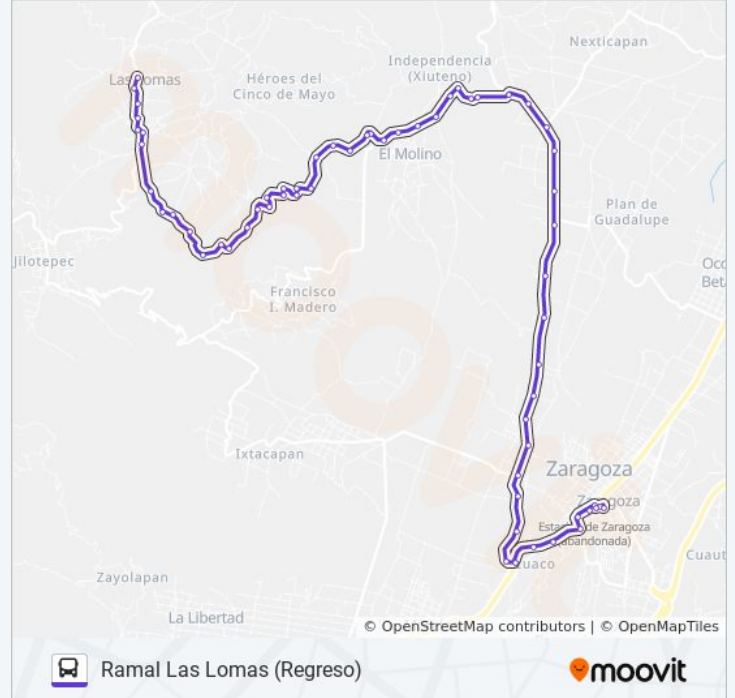 Nexticapan
Independencia
(Xiuteno)
Las Lomas
Héroes del
Cinco de Mayo
El Molino
Plan de
Guadalupe
Jilotepec
Francisco
I. Madero
Ixtacapan
Zaragoza
Zaragoza
de Zaragoza
(abandonada)
Zayolapan
La Libertad
© OpenStreetMap contributors | © OpenMapTiles
Ramal Las Lomas (Regreso)
moovit